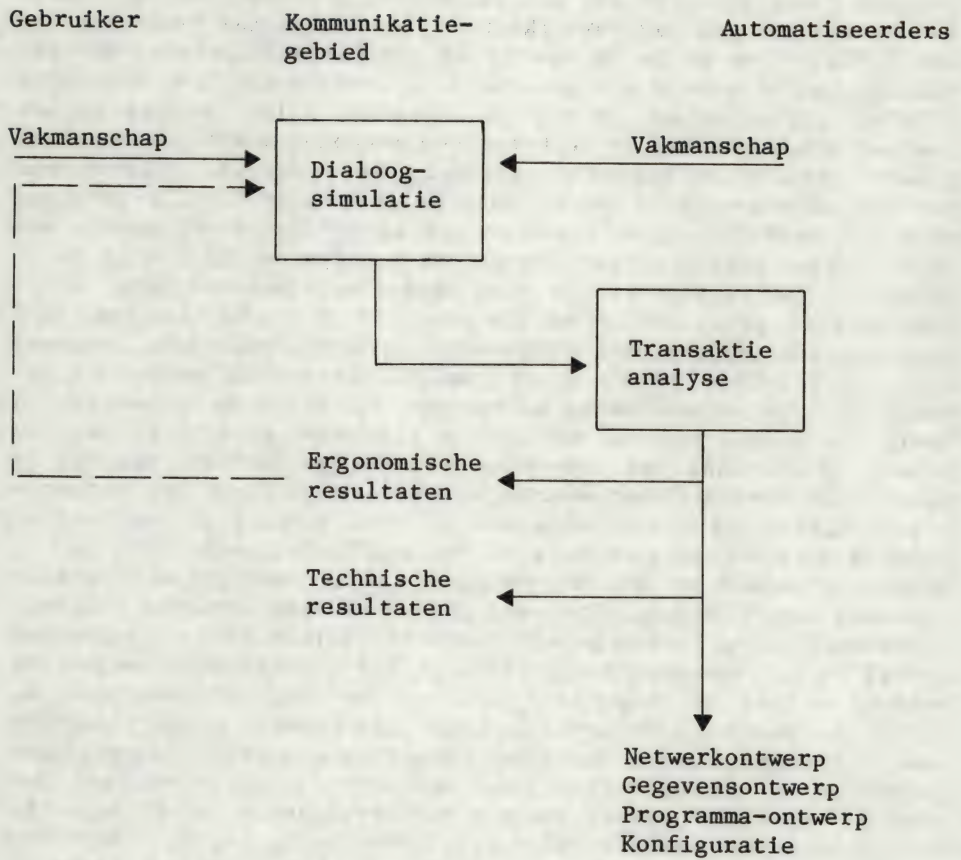 Gebruiker
Kommunikatie-
gebied
Automatiseerders
Vakmanschap
Dialoog-
simulatie
Vakmanschap
Transaktie
analyse
Ergonomische
resultaten
Technische
resultaten
Netwerkontwerp
Gegevensontwerp
Programma-ontwerp
Konfiguratie